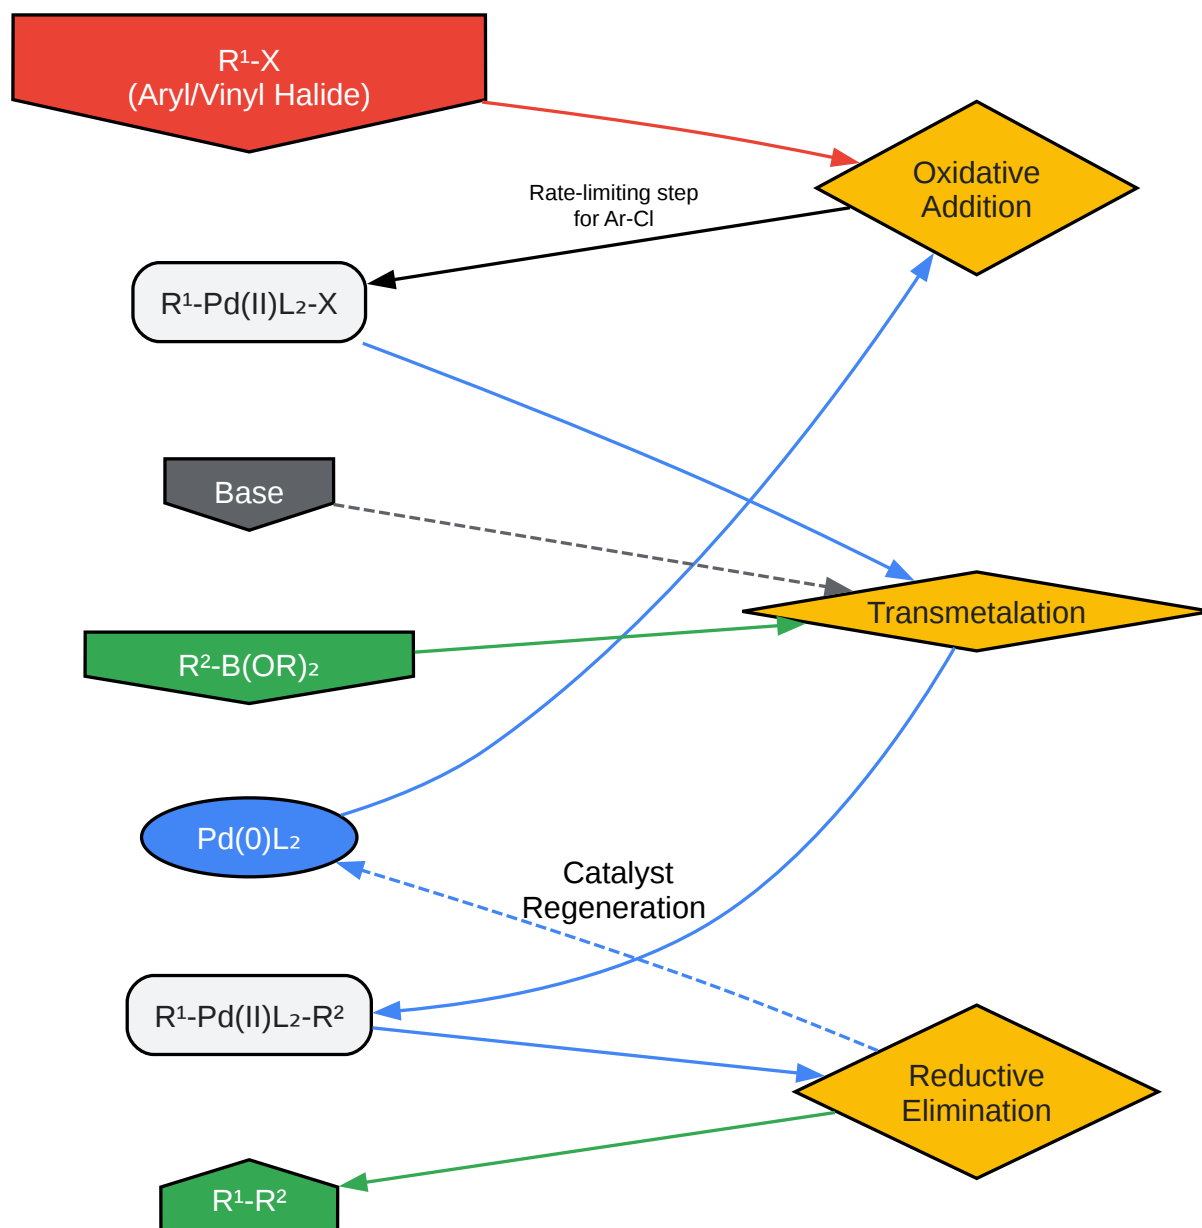 R¹-X
(Aryl/Vinyl Halide)
Oxidative
Addition
Rate-limiting step
for Ar-Cl
R¹-Pd(II)L₂-X
Base
Transmetalation
R²-B(OR)₂
Pd(0)L₂
Catalyst
Regeneration
R¹-Pd(II)L₂-R²
Reductive
Elimination
R¹-R²